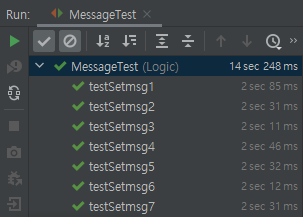 Run: MessageTest
MessageTest (Logic) 14 sec 248 ms
testSetmsg1 2 sec 85 ms
testSetmsg2 2 sec 31 ms
testSetmsg3 2 sec 11 ms
testSetmsg4 2 sec 46 ms
testSetmsg5 2 sec 32 ms
testSetmsg6 2 sec 12 ms
testSetmsg7 2 sec 31 ms